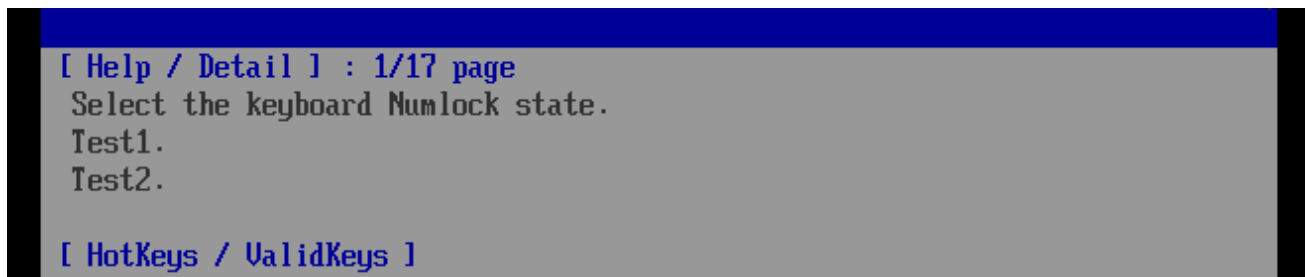 [ Help / Detail ] : 1/17 page
Select the keyboard Numlock state.
Test1.
Test2.
[ HotKeys / ValidKeys ]